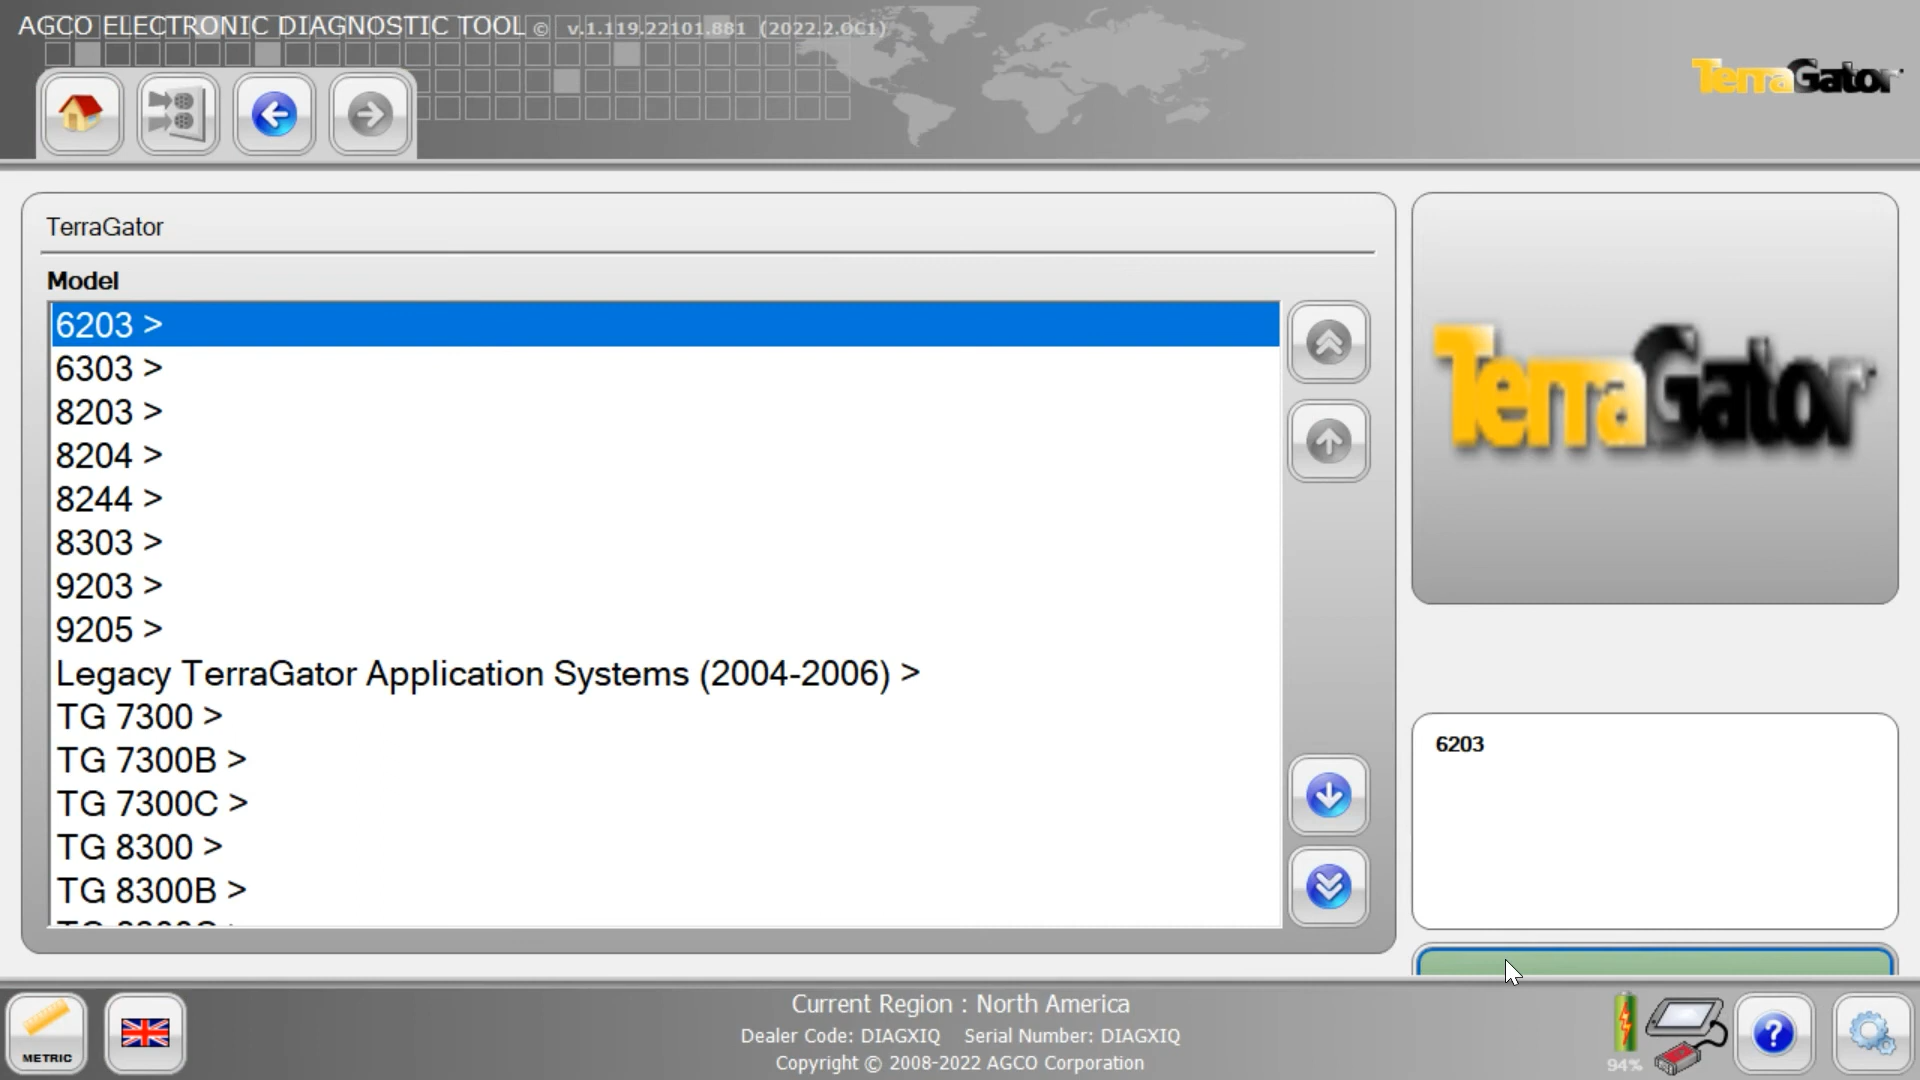 AGCO ELECTRONIC DIAGNOSTIC TOOL © v.1.119.22101.881 (2022.2.OC1)
TerraGator
TerraGator
Model
6203 >
6303 >
8203 >
8204 >
8244 >
8303 >
9203 >
9205 >
Legacy TerraGator Application Systems (2004-2006) >
TG 7300 >
TG 7300B >
TG 7300C >
TG 8300 >
TG 8300B >
TerraGator
6203
METRIC
Current Region : North America
Dealer Code: DIAGXIQ Serial Number: DIAGXIQ
Copyright © 2008-2022 AGCO Corporation
94%
?